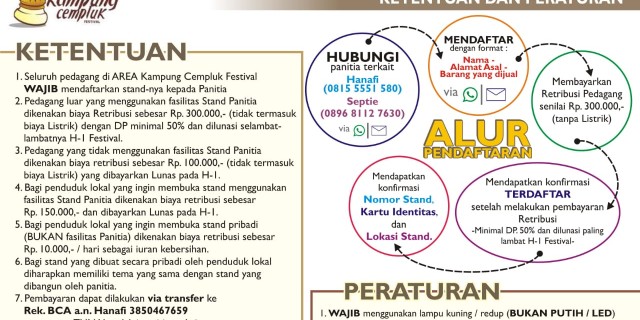 Kampung
cempluk
FESTIVAL
KETENTUAN DAN PERATURAN
KETENTUAN
1. Seluruh pedagang di AREA Kampung Cempluk Festival
WAJIB mendaftarkan stand-nya kepada Panitia
2. Pedagang luar yang menggunakan fasilitas Stand Panitia
dikenakan biaya Retribusi sebesar Rp. 300.000,- (tidak termasuk
biaya Listrik) dengan DP minimal 50% dan dilunasi selambat-
lambatnya H-1 Festival.
3. Pedagang yang tidak menggunakan fasilitas Stand Panitia
dikenakan biaya retribusi sebesar Rp. 100.000,- (tidak termasuk
biaya Listrik) yang dibayarkan Lunas pada H-1.
4. Bagi penduduk lokal yang ingin membuka stand menggunakan
fasilitas Stand Panitia dikenakan biaya retribusi sebesar
Rp. 150.000,- dan dibayarkan Lunas pada H-1.
5. Bagi penduduk lokal yang ingin membuka stand pribadi
(BUKAN fasilitas Panitia) dikenakan biaya retribusi sebesar
Rp. 10.000,- / hari sebagai iuran kebersihan.
6. Bagi stand yang dibuat secara pribadi oleh penduduk lokal
diharapkan memiliki tema yang sama dengan stand yang
dibangun oleh panitia.
7. Pembayaran dapat dilakukan via transfer ke
Rek. BCA a.n. Hanafi 3850467659
HUBUNGI
panitia terkait
Hanafi
(0815 5551 580)
Septie
(0896 8112 7630)
via
MENDAFTAR
dengan format :
Nama -
Alamat Asal -
Barang yang dijual
via
Membayarkan
Retribusi Pedagang
senilai Rp. 300.000,-
(tanpa Listrik)
ALUR
PENDAFTARAN
Mendapatkan konfirmasi
TERDAFTAR
setelah melakukan pembayaran
Retribusi
-Minimal DP. 50% dan dilunasi paling
lambat H-1 Festival-
Mendapatkan
konfirmasi
Nomor Stand,
Kartu Identitas,
dan
Lokasi Stand.
PERATURAN
1. WAJIB menggunakan lampu kuning / redup (BUKAN PUTIH / LED)